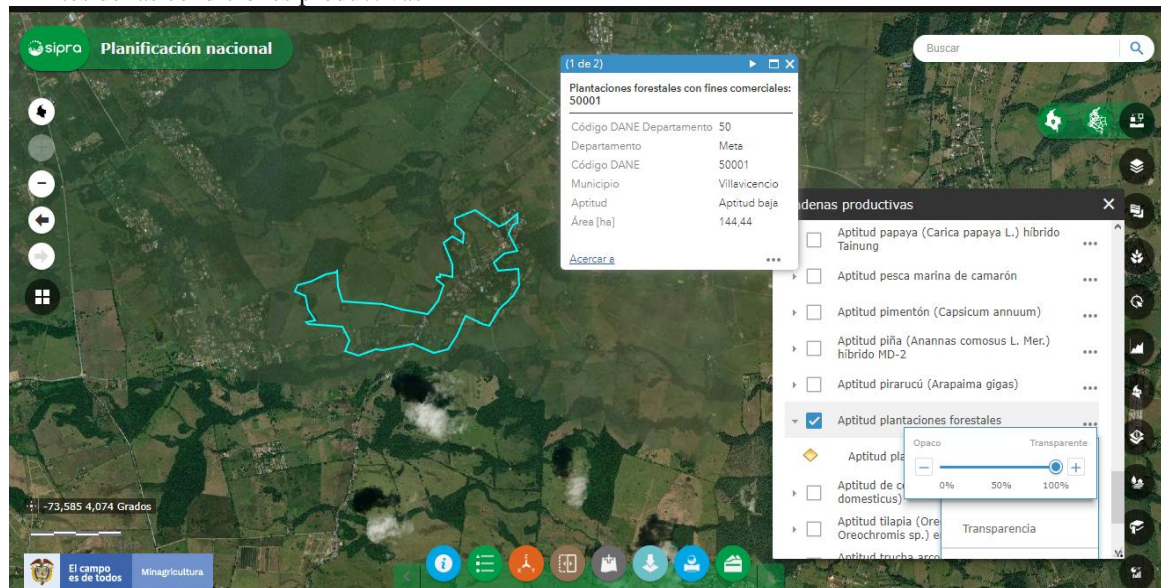 sipra Planificación nacional
Buscar
(1 de 2)
Plantaciones forestales con fines comerciales:
50001
Código DANE Departamento 50
Departamento Meta
Código DANE 50001
Municipio Villavicencio
Aptitud Aptitud baja
Área [ha] 144,44
Acercar a
denas productivas
Aptitud papaya (Carica papaya L.) híbrido
Tainung
Aptitud pesca marina de camarón
Aptitud pimentón (Capsicum annuum)
Aptitud piña (Anannas comosus L. Mer.)
híbrido MD-2
Aptitud pirarucú (Arapaima gigas)
Aptitud plantaciones forestales
Opaco Transparente
0% 50% 100%
Aptitud pla
Aptitud de c
domesticus)
Aptitud tilapia (Ore
Oreochromis sp.) e
Transparencia
Aptitud trucha arco
-73,585 4,074 Grados
El campo
es de todos
Minagricultura